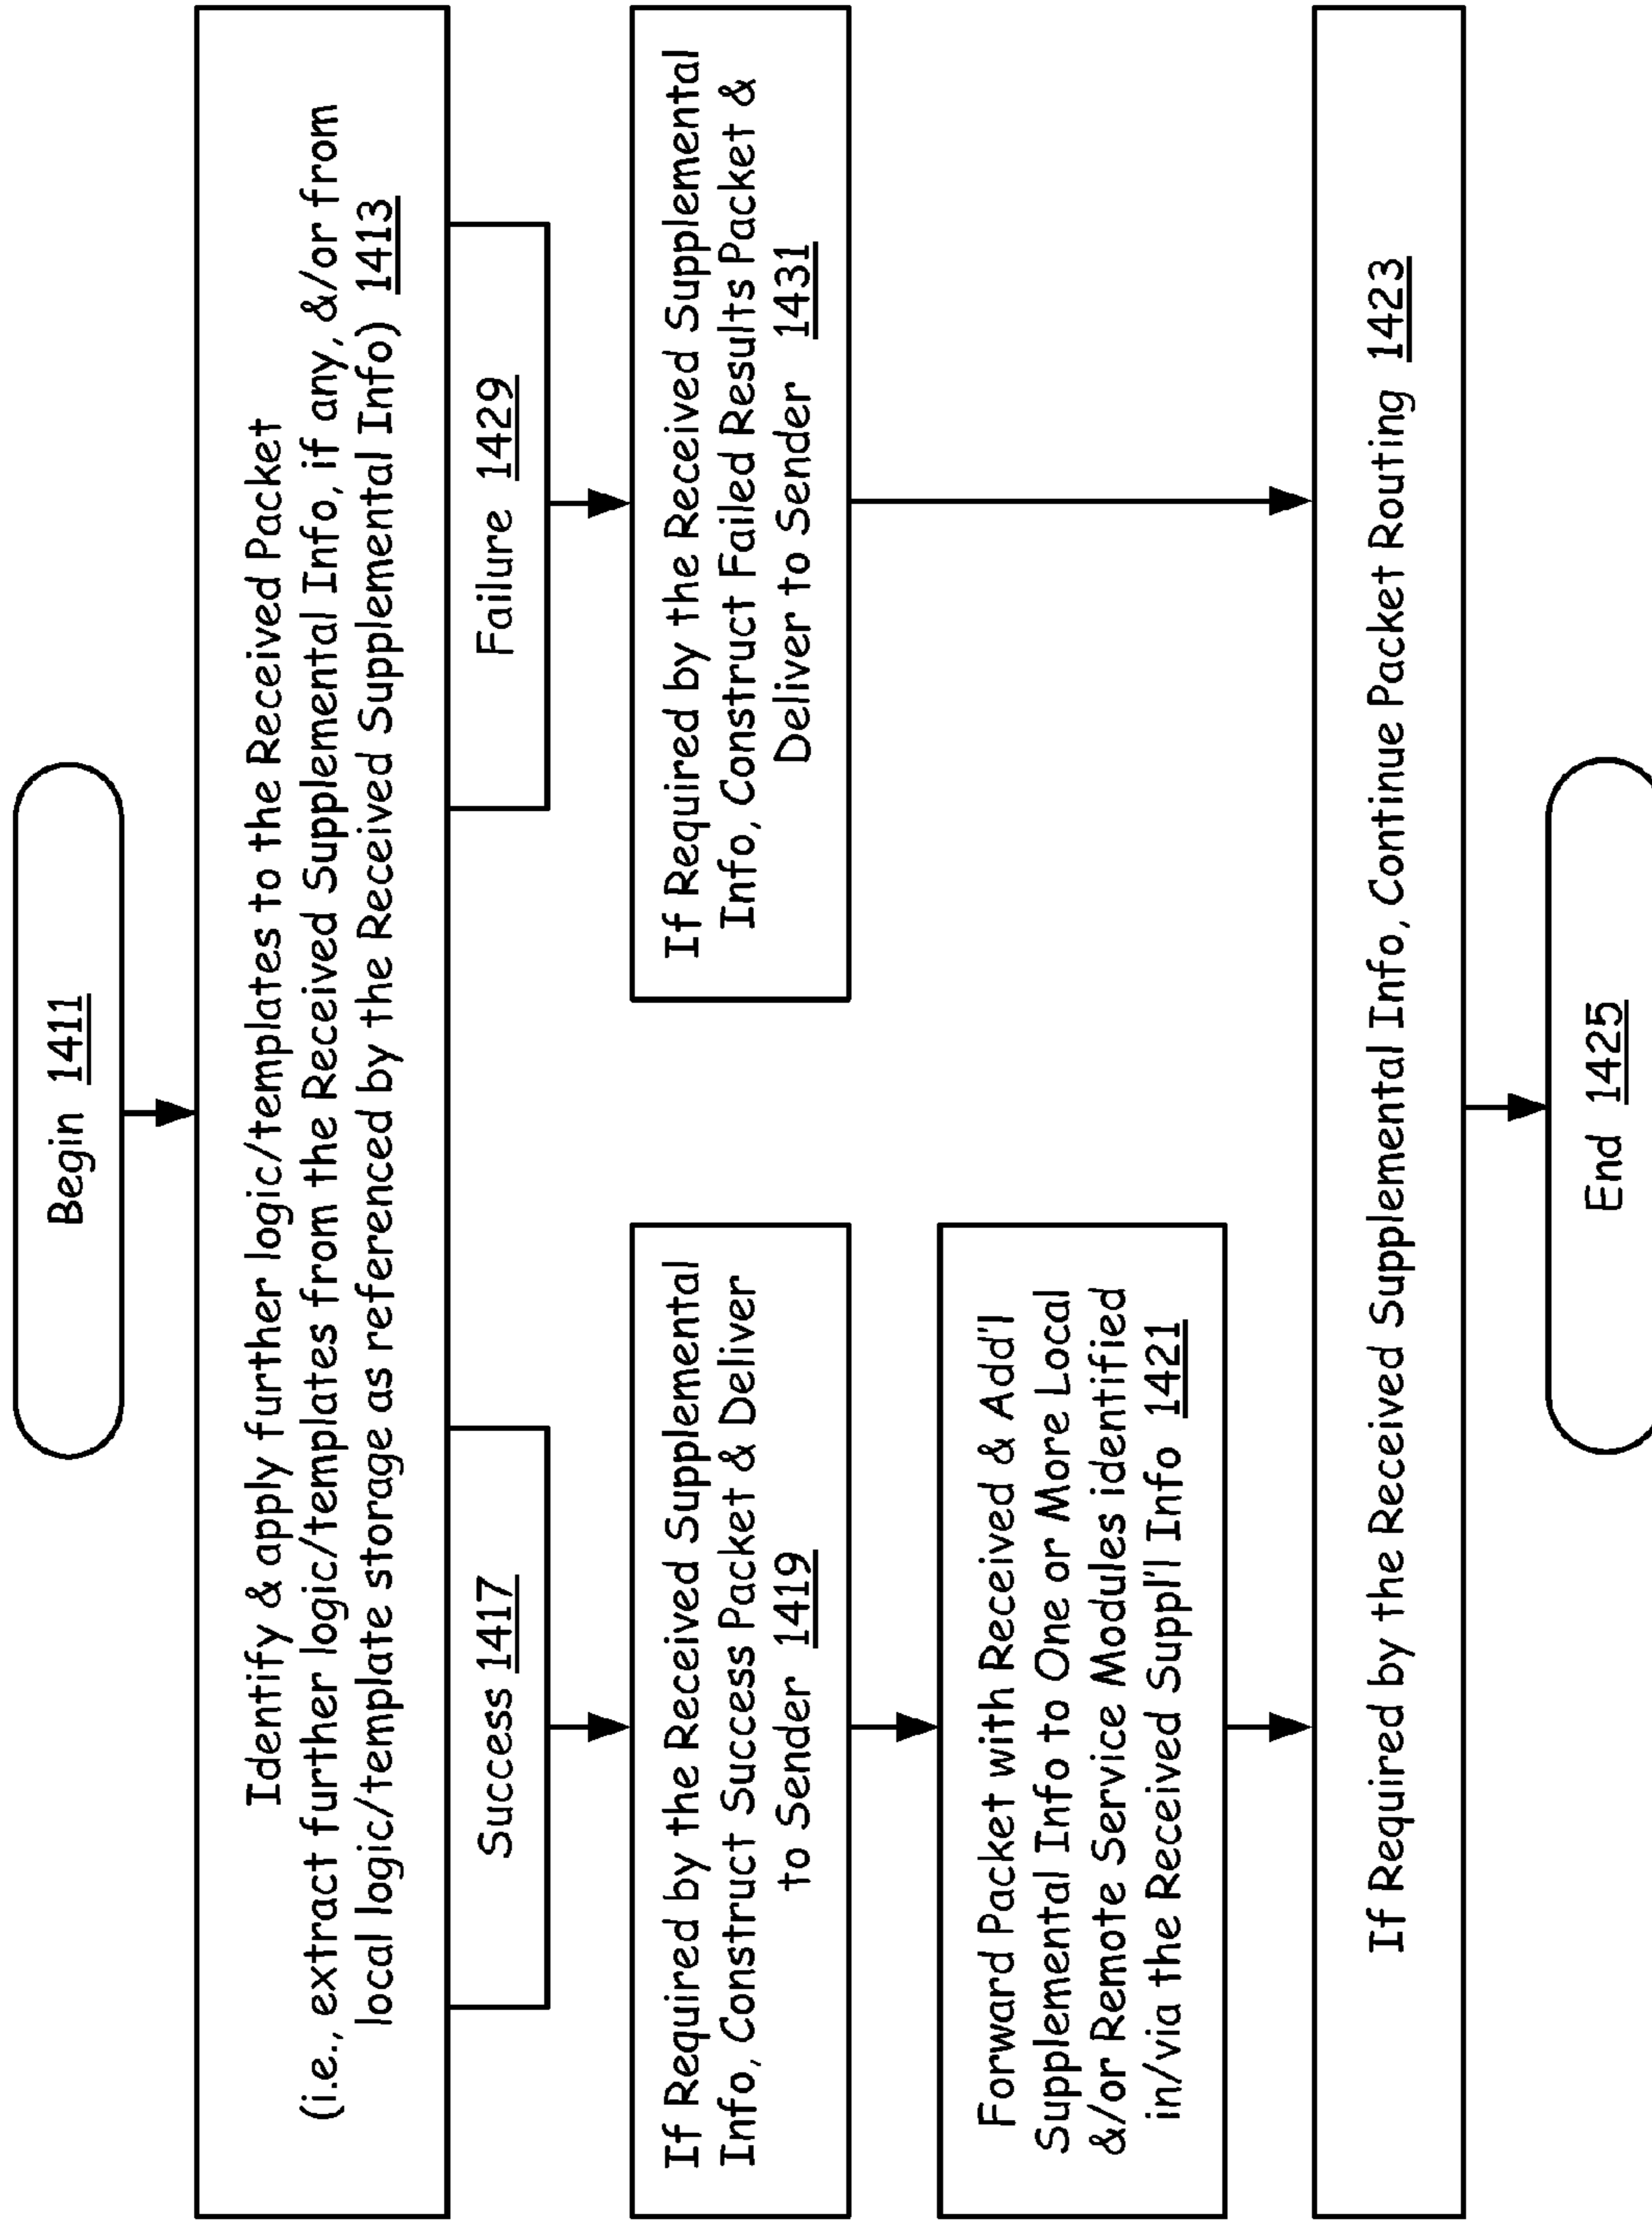 Begin 1411
Identify & apply further logic/templates to the Received Packet
(i.e., extract further logic/templates from the Received Supplemental Info, if any, &/or from
local logic/template storage as referenced by the Received Supplemental Info) 1413
Success 1417
Failure 1429
If Required by the Received Supplemental
Info, Construct Success Packet & Deliver
to Sender 1419
If Required by the Received Supplemental
Info, Construct Failed Results Packet &
Deliver to Sender 1431
Forward Packet with Received & Add'l
Supplemental Info to One or More Local
&/or Remote Service Modules identified
in/via the Received Suppl'l Info 1421
If Required by the Received Supplemental Info, Continue Packet Routing 1423
End 1425